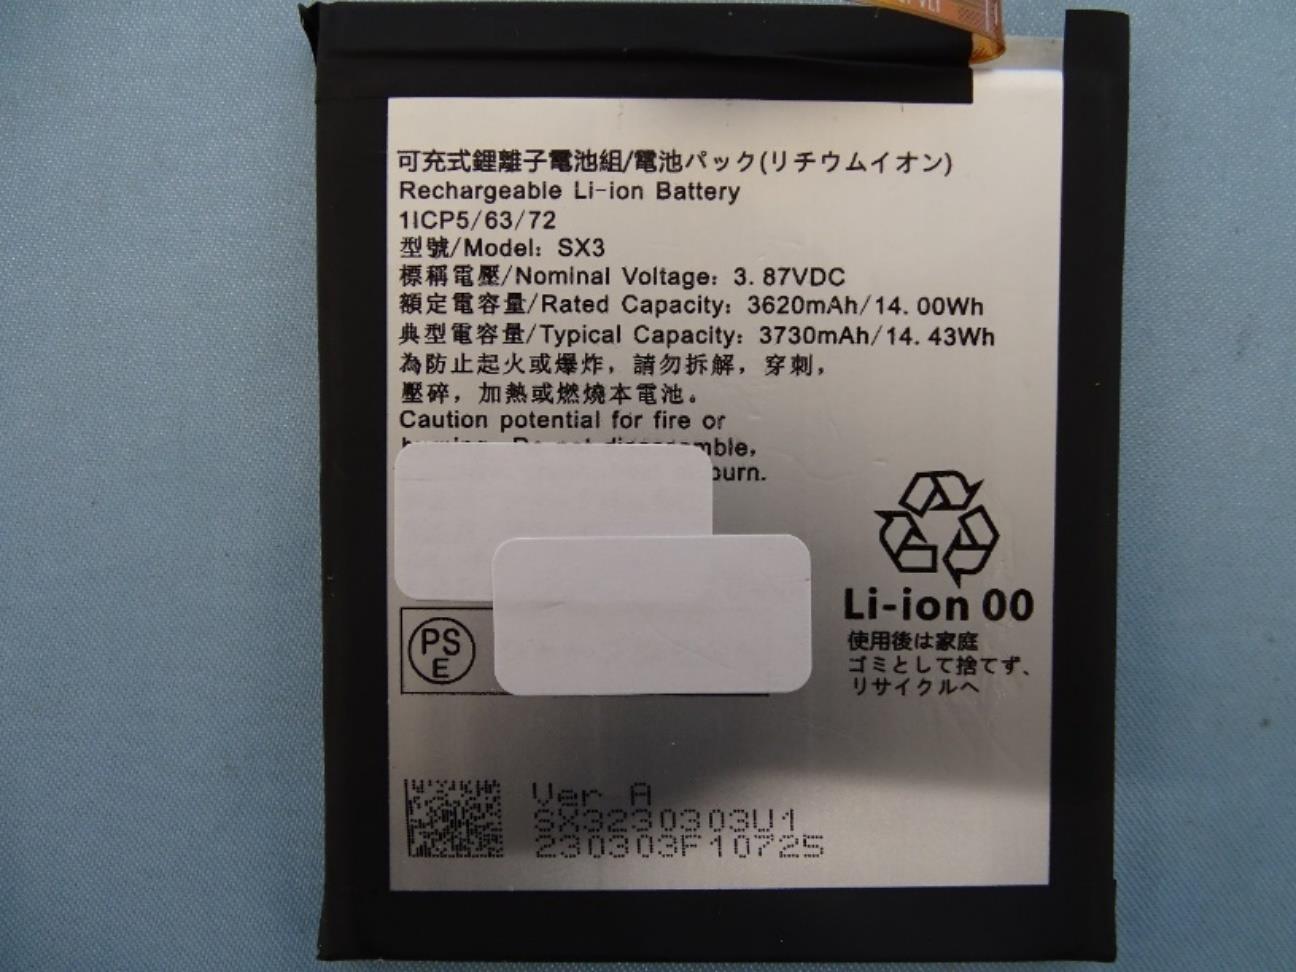 可充式鋰離子電池組/電池パック(リチウムイオン)
Rechargeable Li-ion Battery
1ICP5/63/72
型號/Model: SX3
標稱電壓/Nominal Voltage: 3.87VDC
額定電容量/Rated Capacity: 3620mAh/14.00Wh
典型電容量/Typical Capacity: 3730mAh/14.43Wh
為防止起火或爆炸，請勿拆解，穿刺，
壓碎，加熱或燃燒本電池。
Caution potential for fire or
Do not disassemble,
burn.
Li-ion 00
使用後は家庭
ゴミとして捨てず、
リサイクルへ
PS
E
Ver A
SX3230303U1
230303F10725